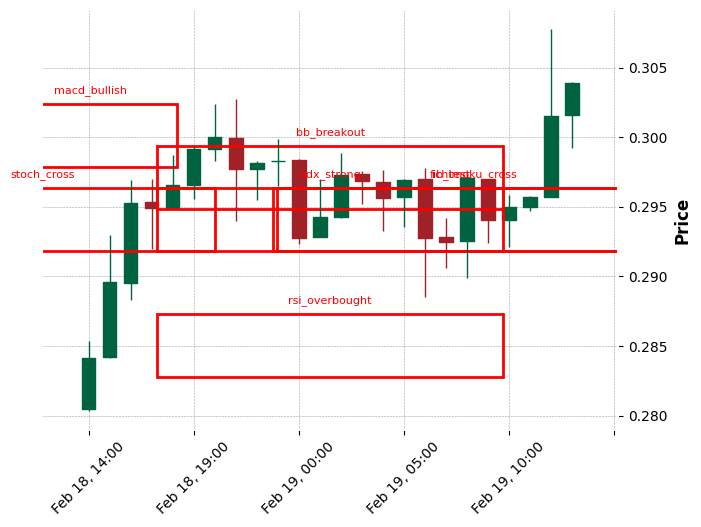 macd_bullish
bb_breakout
stoch_cross
adx_strong
rsi_overbought
0.305
0.300
0.295
0.290
0.285
0.280
Price
Feb 18, 14:00
Feb 18, 19:00
Feb 19, 00:00
Feb 19, 05:00
Feb 19, 10:00